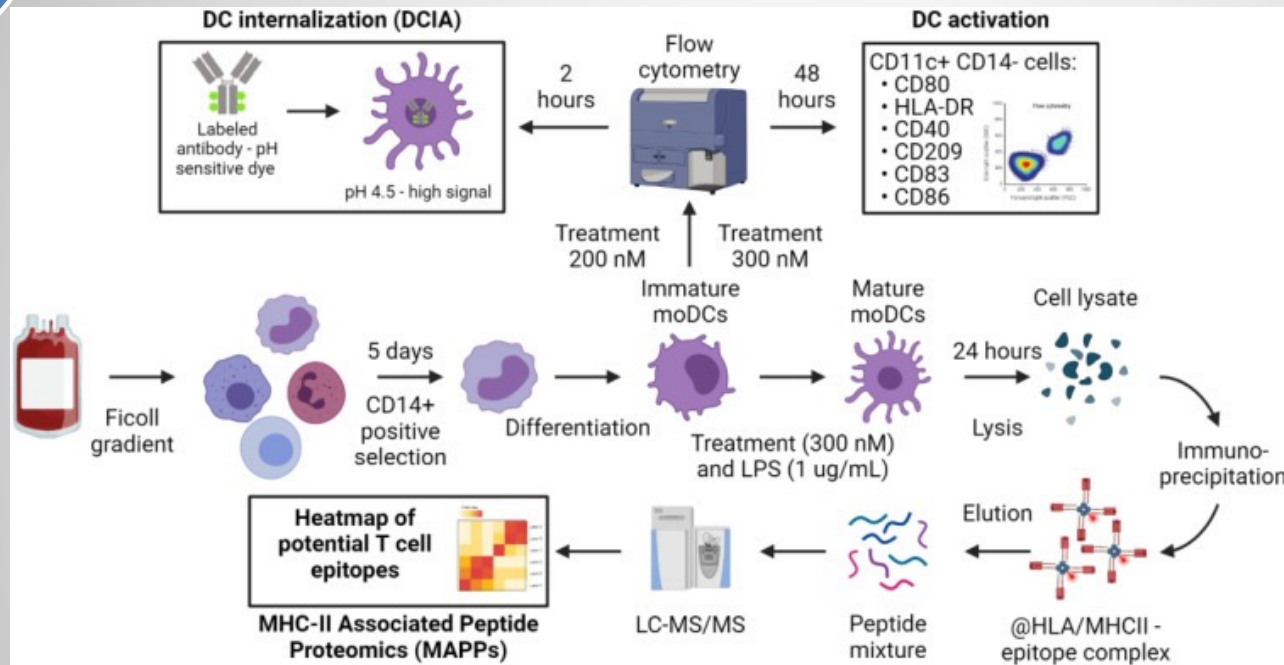 DC internalization (DCIA)
Labeled
antibody - pH
sensitive dye
pH 4.5 - high signal
2
hours
Flow
cytometry
48
hours
DC activation
CD11c+ CD14- cells:
• CD80
• HLA-DR
• CD40
• CD209
• CD83
• CD86
Flow cytometry
Treatment
200 nM
Treatment
300 nM
Ficoll
gradient
5 days
CD14+
positive
selection
Differentiation
Immature
moDCs
Treatment (300 nM)
and LPS (1 ug/mL)
Mature
moDCs
24 hours
Lysis
Cell lysate
Immuno-
precipitation
@HLA/MHCII -
epitope complex
Elution
Peptide
mixture
LC-MS/MS
Heatmap of
potential T cell
epitopes
MHC-II Associated Peptide
Proteomics (MAPPs)